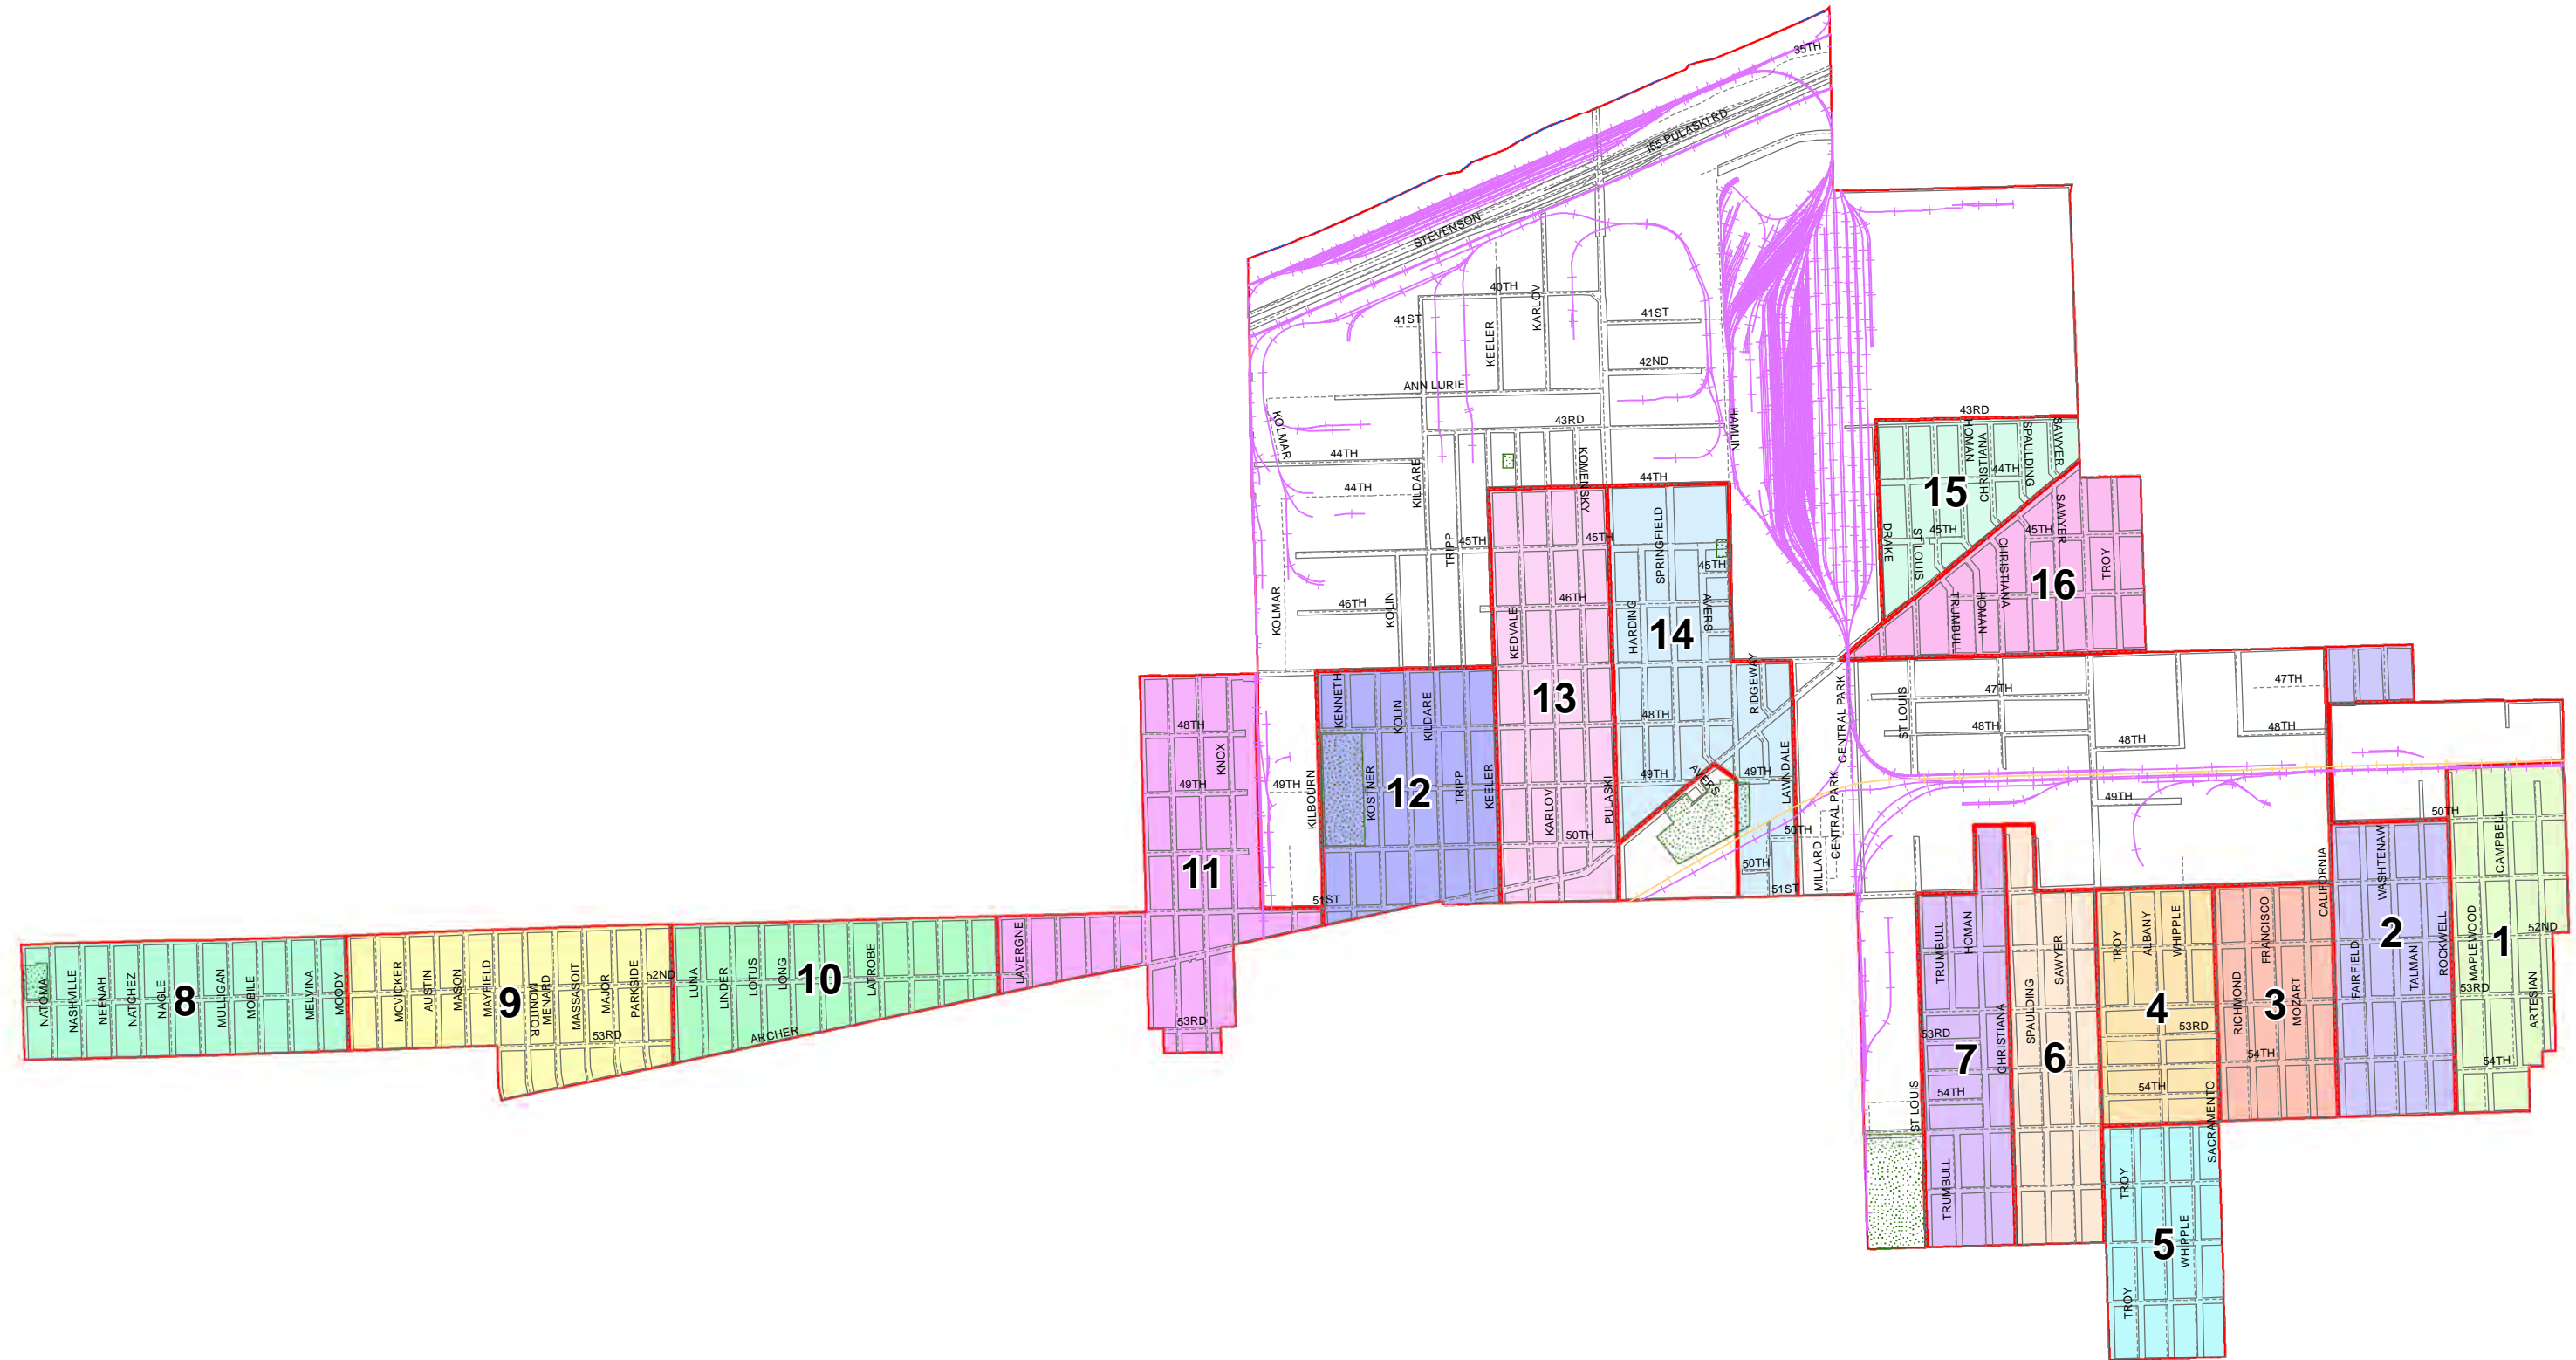 35TH
I55 PULASKI RD
STEVENSON
40TH
KARLOV
41ST
41ST
KEELER
42ND
ANN LURIE
43RD
43RD
HAMLIN
KOLMAR
44TH
KOMENSKY
44TH
44TH
KILDARE
HOMAN
CHRISTIANA
SPAULDING
SAWYER
44TH
15
45TH
DRAKE
ST LOUIS
45TH
SAWYER
TRIPP
45TH
45TH
SPRINGFIELD
45TH
CHRISTIANA
16
TROY
TRUMBULL
HOMAN
KOLMAR
46TH
KOLIN
46TH
KEDVALE
HARDING
14
AVERS
RIDGEWAY
KENNETH
KOLIN
KILDARE
13
48TH
48TH
KNOX
49TH
49TH
KILBOURN
KOSTNER
12
TRIPP
KEELER
KARLOV
PULASKI
50TH
49TH
AVERS
49TH
LAWNDALE
50TH
50TH
51ST
MILLARD
CENTRAL PARK
CENTRAL PARK
ST LOUIS
47TH
47TH
48TH
48TH
48TH
49TH
50TH
CAMPBELL
WASHTENAW
CALIFORNIA
11
51ST
LAVERGNE
53RD
NATOMA
NASHVILLE
NEENAH
NATCHEZ
NAGLE
8
MULLIGAN
MOBILE
MELVINA
MOODY
MCVICKER
AUSTIN
MASON
MAYFIELD
9
MONITOR
MENARD
MASSASOIT
MAJOR
PARKSIDE
52ND
53RD
LUNA
LINDER
LOTUS
LONG
10
LATROBE
ARCHER
TRUMBULL
HOMAN
53RD
7
CHRISTIANA
54TH
ST LOUIS
TRUMBULL
SPAULDING
SAWYER
6
TROY
ALBANY
WHIPPLE
4
53RD
54TH
SACRAMENTO
RICHMOND
FRANCISCO
3
MOZART
54TH
FAIRFIELD
2
TALMAN
ROCKWELL
MAPLEWOOD
1
52ND
53RD
ARTESIAN
54TH
TROY
5
WHIPPLE
TROY